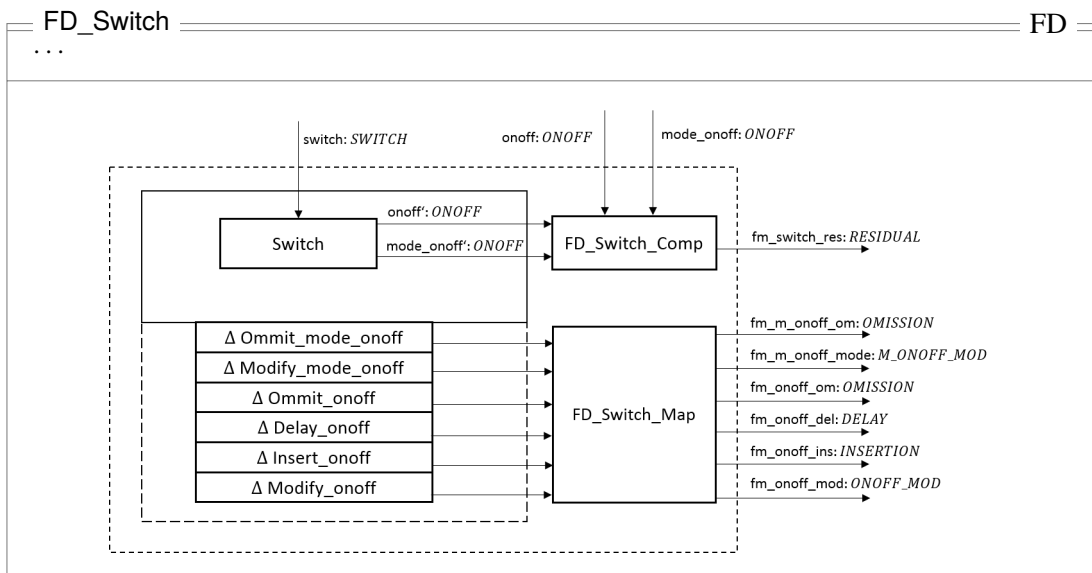 FD_Switch FD
. . .
switch: SWITCH
onoff: ONOFF
mode_onoff: ONOFF
onoff‘: ONOFF
Switch
mode_onoff‘: ONOFF
FD_Switch_Comp
fm_switch_res: RESIDUAL
Δ Ommit_mode_onoff
Δ Modify_mode_onoff
Δ Ommit_onoff
Δ Delay_onoff
Δ Insert_onoff
Δ Modify_onoff
FD_Switch_Map
fm_m_onoff_om: OMISSION
fm_m_onoff_mode: M_ONOFF_MOD
fm_onoff_om: OMISSION
fm_onoff_del: DELAY
fm_onoff_ins: INSERTION
fm_onoff_mod: ONOFF_MOD